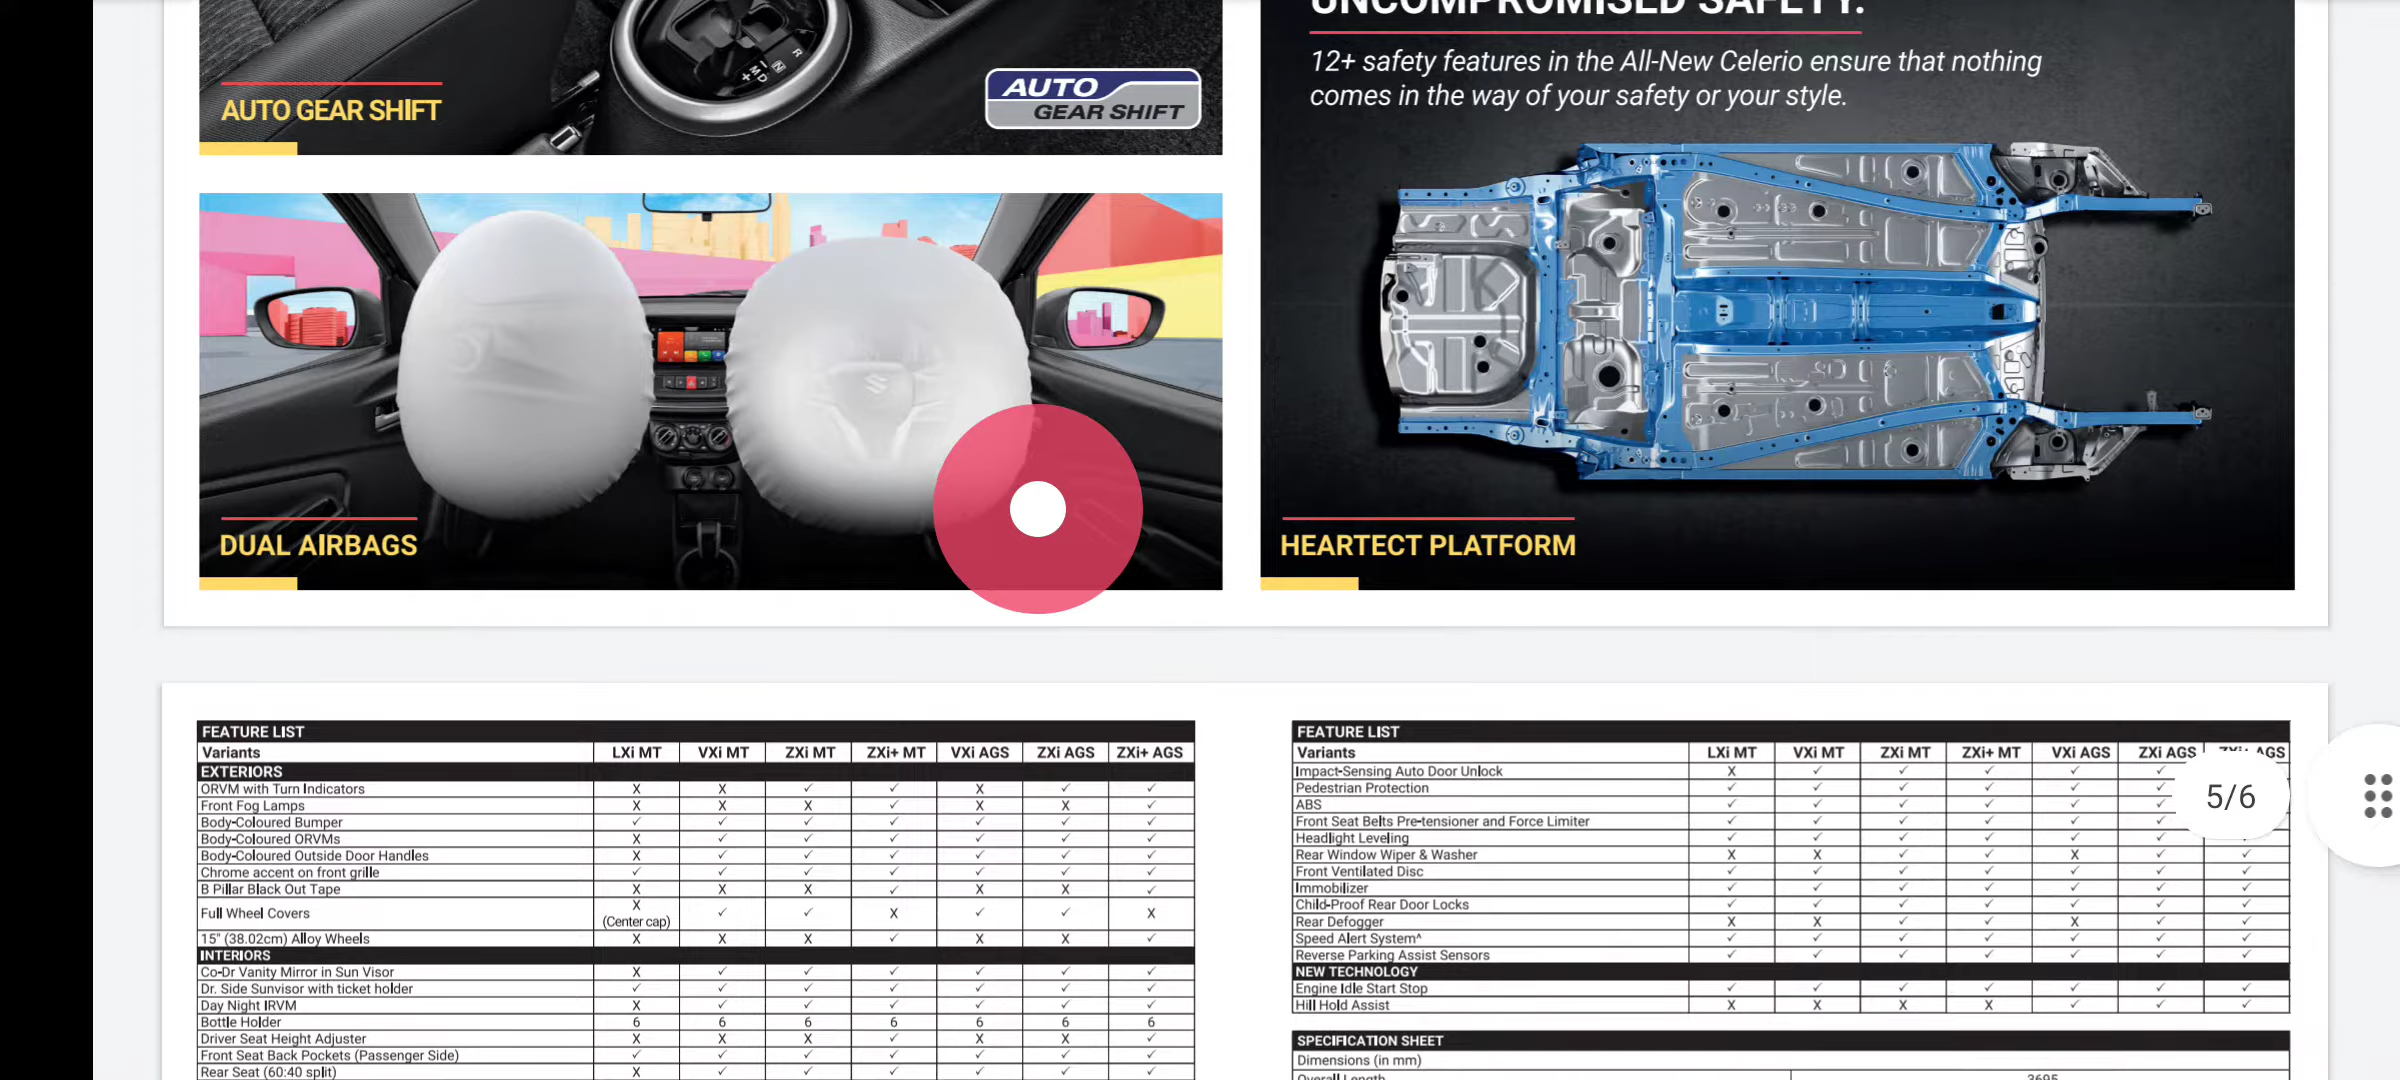 UNCOMPROMISED SAFETY.
12+ safety features in the All-New Celerio ensure that nothing
comes in the way of your safety or your style.
AUTO GEAR SHIFT
AUTO
GEAR SHIFT
M D N R
DUAL AIRBAGS
HEARTECT PLATFORM
FEATURE LIST
Variants LXi MT VXi MT ZXi MT ZXi+ MT VXi AGS ZXi AGS ZXi+ AGS
EXTERIORS
ORVM with Turn Indicators X X ✓ ✓ X ✓ ✓
Front Fog Lamps X X X ✓ X X ✓
Body-Coloured Bumper ✓ ✓ ✓ ✓ ✓ ✓ ✓
Body-Coloured ORVMs X ✓ ✓ ✓ ✓ ✓ ✓
Body-Coloured Outside Door Handles X ✓ ✓ ✓ ✓ ✓ ✓
Chrome accent on front grille ✓ ✓ ✓ ✓ ✓ ✓ ✓
B Pillar Black Out Tape X X X ✓ X X ✓
Full Wheel Covers X (Center cap) ✓ ✓ X ✓ ✓ X
15" (38.02cm) Alloy Wheels X X X ✓ X X ✓
INTERIORS
Co-Dr Vanity Mirror in Sun Visor X ✓ ✓ ✓ ✓ ✓ ✓
Dr. Side Sunvisor with ticket holder ✓ ✓ ✓ ✓ ✓ ✓ ✓
Day Night IRVM X ✓ ✓ ✓ ✓ ✓ ✓
Bottle Holder 6 6 6 6 6 6 6
Driver Seat Height Adjuster X X X ✓ X X ✓
Front Seat Back Pockets (Passenger Side) ✓ ✓ ✓ ✓ ✓ ✓ ✓
Rear Seat (60:40 split) X ✓ ✓ ✓ ✓ ✓ ✓
FEATURE LIST
Variants LXi MT VXi MT ZXi MT ZXi+ MT VXi AGS ZXi AGS AGS
Impact-Sensing Auto Door Unlock X ✓ ✓ ✓ ✓ ✓
Pedestrian Protection ✓ ✓ ✓ ✓ ✓ ✓
ABS ✓ ✓ ✓ ✓ ✓ ✓
Front Seat Belts Pre-tensioner and Force Limiter ✓ ✓ ✓ ✓ ✓ ✓
Headlight Leveling ✓ ✓ ✓ ✓ ✓ ✓
Rear Window Wiper & Washer X X ✓ ✓ X ✓ ✓
Front Ventilated Disc ✓ ✓ ✓ ✓ ✓ ✓ ✓
Immobilizer ✓ ✓ ✓ ✓ ✓ ✓ ✓
Child-Proof Rear Door Locks ✓ ✓ ✓ ✓ ✓ ✓ ✓
Rear Defogger X X ✓ ✓ X ✓ ✓
Speed Alert System^ ✓ ✓ ✓ ✓ ✓ ✓ ✓
Reverse Parking Assist Sensors ✓ ✓ ✓ ✓ ✓ ✓ ✓
NEW TECHNOLOGY
Engine Idle Start Stop ✓ ✓ ✓ ✓ ✓ ✓ ✓
Hill Hold Assist X X X X ✓ ✓ ✓
SPECIFICATION SHEET
Dimensions (in mm)
Overall Length 3695
5/6